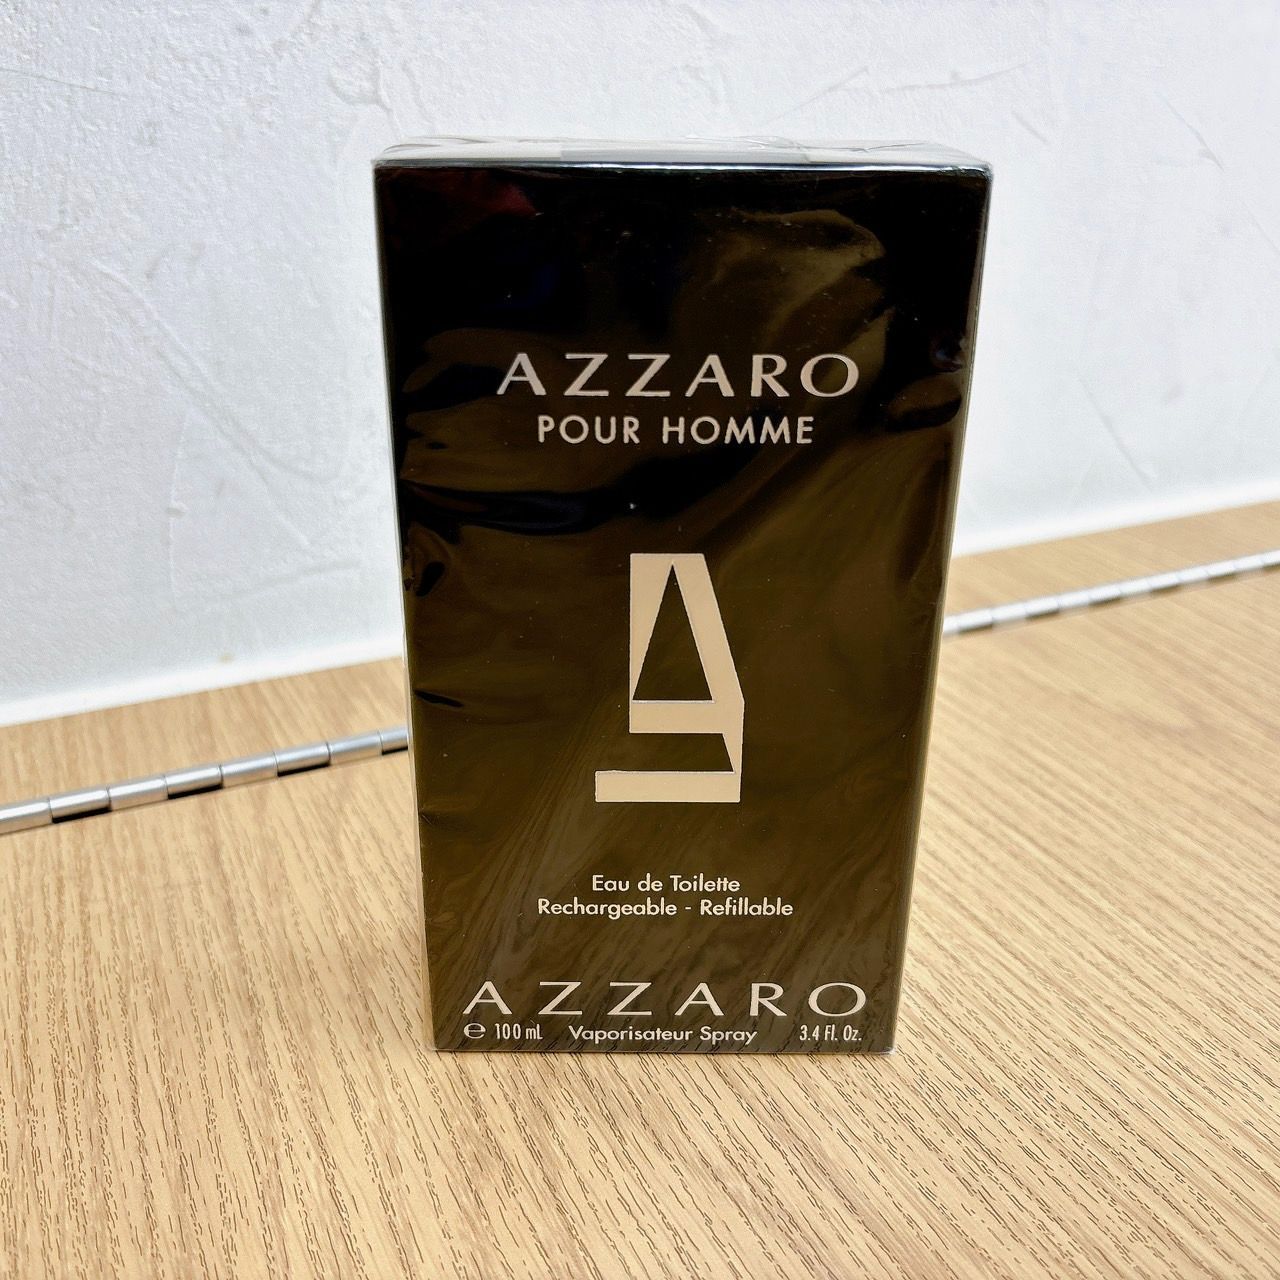 AZZARO
POUR HOMME
Eau de Toilette
Rechargeable - Refillable
AZZARO
℮ 100 mL Vaporisateur Spray 3.4 Fl. Oz.